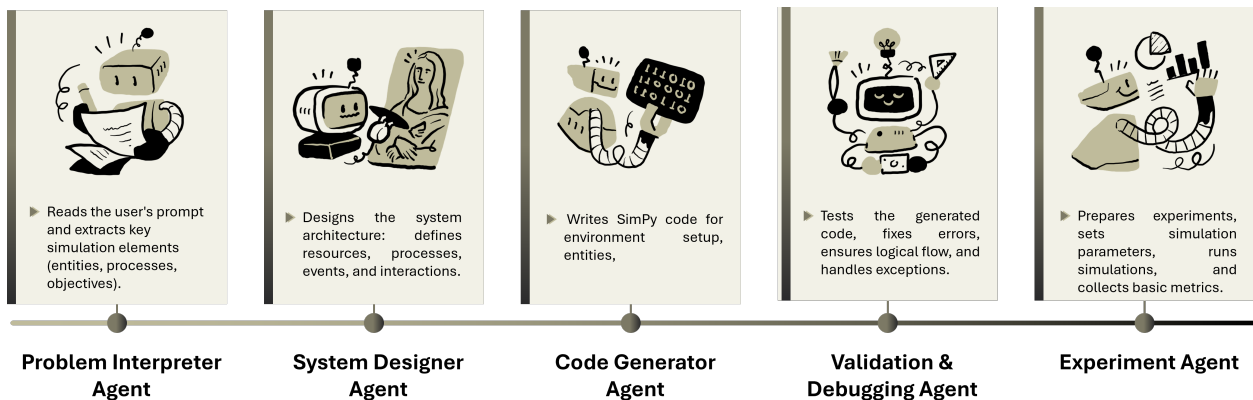 Reads the user's prompt
and extracts key
simulation elements
(entities, processes,
objectives).
Designs the system
architecture: defines
resources, processes,
events, and interactions.
Writes SimPy code for
environment setup,
entities,
Tests the generated
code, fixes errors,
ensures logical flow, and
handles exceptions.
Prepares experiments,
sets simulation
parameters, runs
simulations, and
collects basic metrics.
Problem Interpreter
Agent
System Designer
Agent
Code Generator
Agent
Validation &
Debugging Agent
Experiment Agent